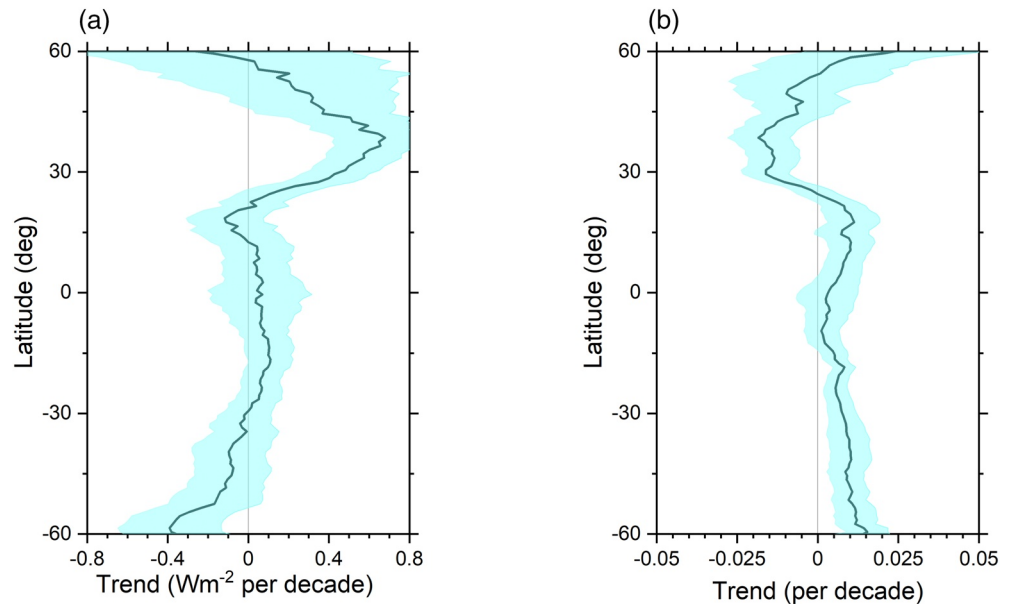 (a)
60
30
0
-30
-60
Latitude (deg)
-0.8 -0.4 0 0.4 0.8
Trend (Wm-2 per decade)
(b)
60
30
0
-30
-60
Latitude (deg)
-0.05 -0.025 0 0.025 0.05
Trend (per decade)